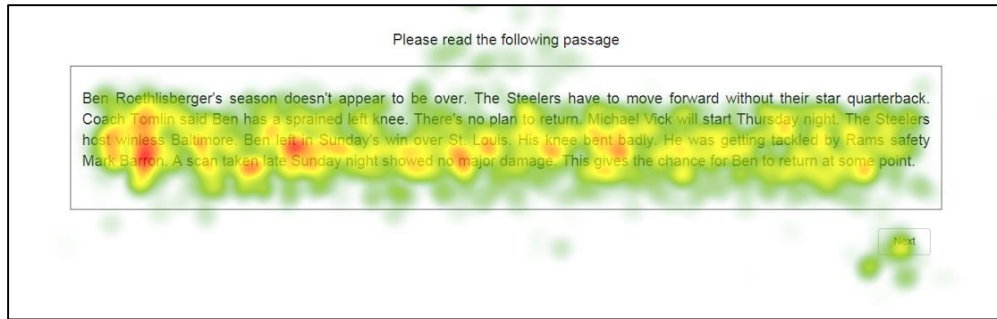 Please read the following passage
Ben Roethlisberger's season doesn't appear to be over. The Steelers have to move forward without their star quarterback.
Coach Tomlin said Ben has a sprained left knee. There's no plan to return. Michael Vick will start Thursday night. The Steelers
host winless Baltimore. Ben left in Sunday's win over St. Louis. His knee bent badly. He was getting tackled by Rams safety
Mark Barron. A scan taken late Sunday night showed no major damage. This gives the chance for Ben to return at some point.
Next